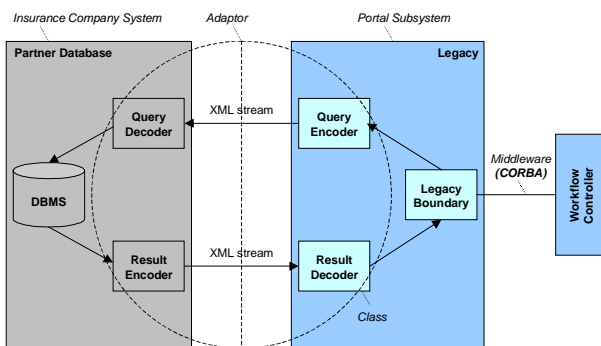 Insurance Company System
Adaptor
Portal Subsystem
Partner Database
Legacy
Query
Decoder
XML stream
Query
Encoder
Middleware
(CORBA)
DBMS
Legacy
Boundary
Workflow
Controller
Result
Encoder
XML stream
Result
Decoder
Class